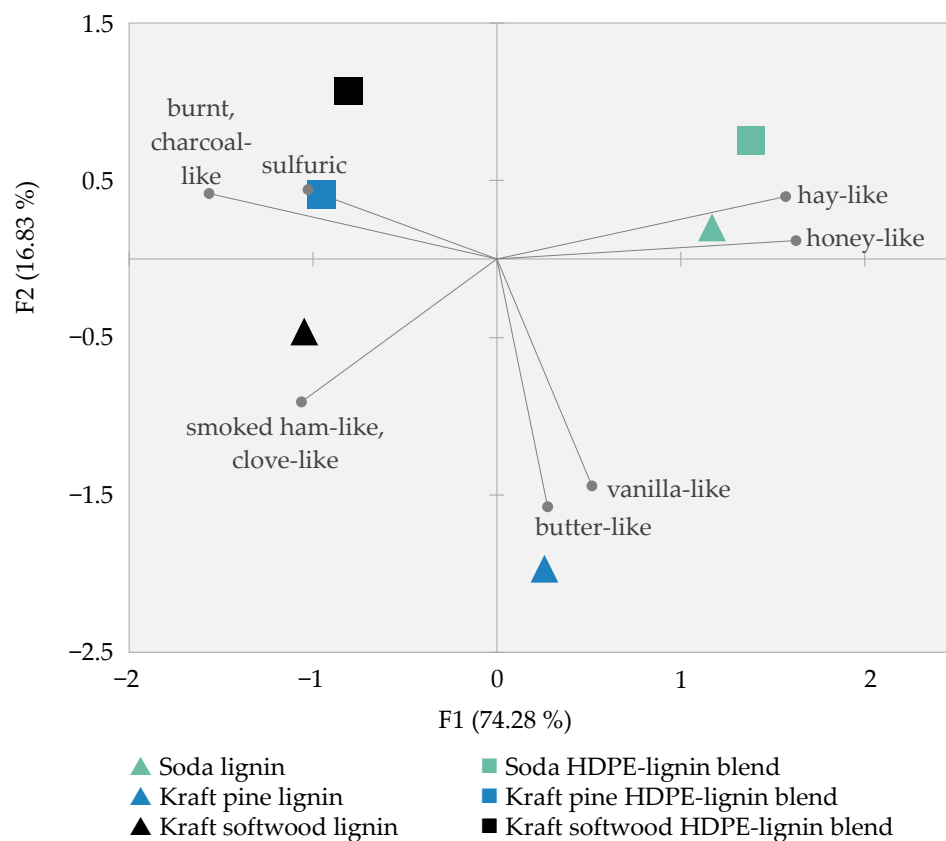 1.5
0.5
−0.5
−1.5
−2.5
F2 (16.83 %)
burnt,
charcoal-
like
sulfuric
hay-like
honey-like
smoked ham-like,
clove-like
vanilla-like
butter-like
−2
−1
0
1
2
F1 (74.28 %)
Soda lignin
Soda HDPE-lignin blend
Kraft pine lignin
Kraft pine HDPE-lignin blend
Kraft softwood lignin
Kraft softwood HDPE-lignin blend